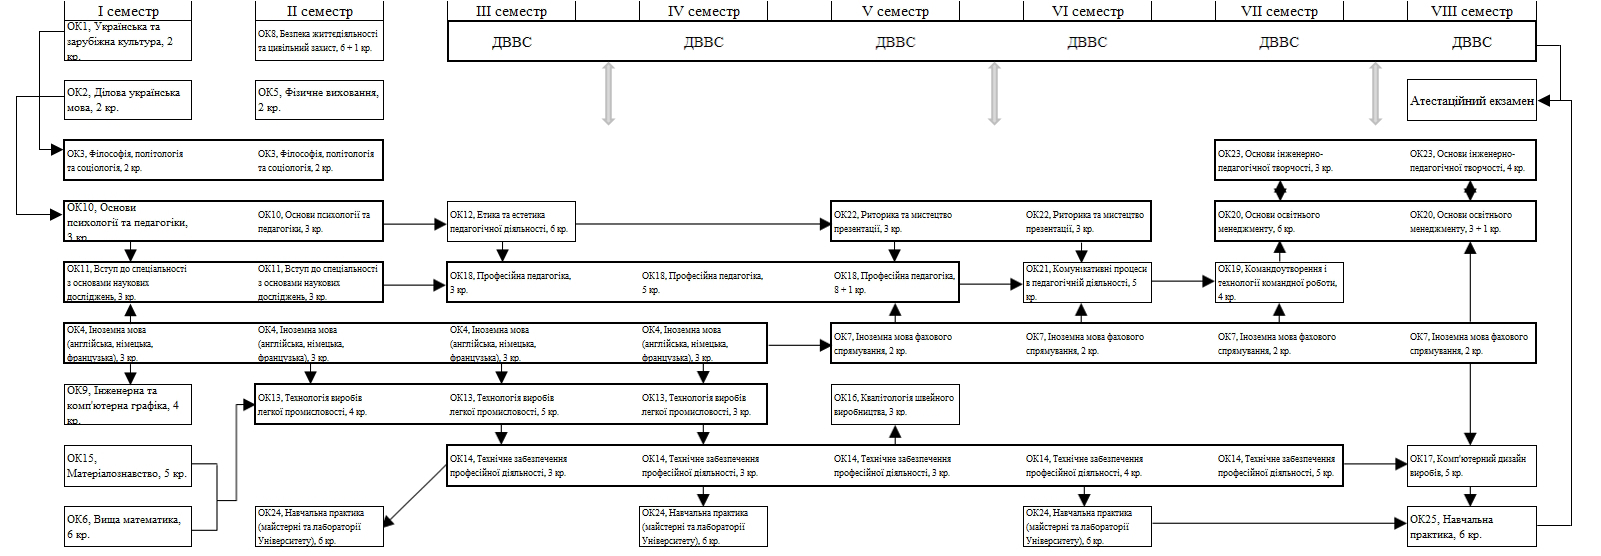 I семестр
II семестр
III семестр
IV семестр
V семестр
VI семестр
VII семестр
VIII семестр
ОК1, Українська та
зарубіжна культура, 2
кр.
ОК8, Безпека життєдіяльності
та цивільний захист, 6 + 1 кр.
ДВВС
ДВВС
ДВВС
ДВВС
ДВВС
ДВВС
ОК2, Ділова українська
мова, 2 кр.
ОК5, Фізичне виховання,
2 кр.
Атестаційний екзамен
ОК3, Філософія, політологія
та соціологія, 2 кр.
ОК3, Філософія, політологія
та соціологія, 2 кр.
ОК23, Основи інженерно-
педагогічної творчості, 3 кр.
ОК23, Основи інженерно-
педагогічної творчості, 4 кр.
ОК10, Основи
психології та педагогіки,
3 кр.
ОК10, Основи психології та
педагогіки, 3 кр.
ОК12, Етика та естетика
педагогічної діяльності, 6 кр.
ОК22, Риторика та мистецтво
презентації, 3 кр.
ОК22, Риторика та мистецтво
презентації, 3 кр.
ОК20, Основи освітнього
менеджменту, 6 кр.
ОК20, Основи освітнього
менеджменту, 3 + 1 кр.
ОК11, Вступ до спеціальності
з основами наукових
досліджень, 3 кр.
ОК11, Вступ до спеціальності
з основами наукових
досліджень, 3 кр.
ОК18, Професійна педагогіка,
3 кр.
ОК18, Професійна педагогіка,
5 кр.
ОК18, Професійна педагогіка,
8 + 1 кр.
ОК21, Комунікативні процеси
в педагогічній діяльності, 5
кр.
ОК19, Командоутворення і
технології командної роботи,
4 кр.
ОК4, Іноземна мова
(англійська, німецька,
французька), 3 кр.
ОК4, Іноземна мова
(англійська, німецька,
французька), 3 кр.
ОК4, Іноземна мова
(англійська, німецька,
французька), 3 кр.
ОК4, Іноземна мова
(англійська, німецька,
французька), 3 кр.
ОК7, Іноземна мова фахового
спрямування, 2 кр.
ОК7, Іноземна мова фахового
спрямування, 2 кр.
ОК7, Іноземна мова фахового
спрямування, 2 кр.
ОК7, Іноземна мова фахового
спрямування, 2 кр.
ОК9, Інженерна та
комп'ютерна графіка, 4
кр.
ОК13, Технологія виробів
легкої промисловості, 4 кр.
ОК13, Технологія виробів
легкої промисловості, 5 кр.
ОК13, Технологія виробів
легкої промисловості, 3 кр.
ОК16, Квалітологія швейного
виробництва, 3 кр.
ОК15,
Матеріалознавство, 5 кр.
ОК14, Технічне забезпечення
професійної діяльності, 3 кр.
ОК14, Технічне забезпечення
професійної діяльності, 3 кр.
ОК14, Технічне забезпечення
професійної діяльності, 3 кр.
ОК14, Технічне забезпечення
професійної діяльності, 4 кр.
ОК14, Технічне забезпечення
професійної діяльності, 5 кр.
ОК17, Комп'ютерний дизайн
виробів, 5 кр.
ОК6, Вища математика,
6 кр.
ОК24, Навчальна практика
(майстерні та лабораторії
Університету), 6 кр.
ОК24, Навчальна практика
(майстерні та лабораторії
Університету), 6 кр.
ОК24, Навчальна практика
(майстерні та лабораторії
Університету), 6 кр.
ОК25, Навчальна
практика, 6 кр.